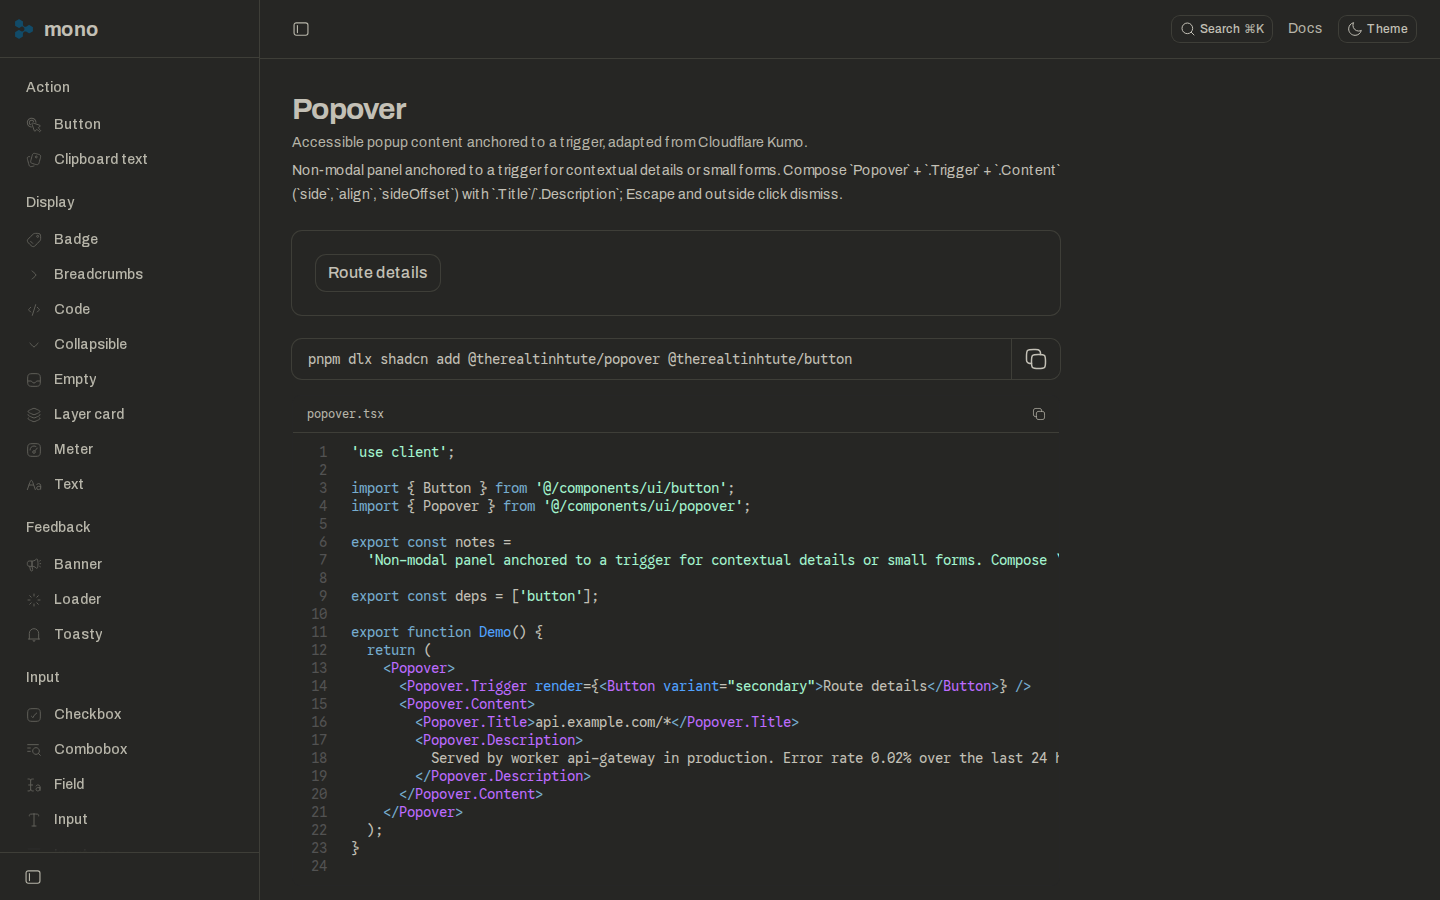 mono
Search ⌘K
Docs
Theme
Action
Button
Clipboard text
Display
Badge
Breadcrumbs
Code
Collapsible
Empty
Layer card
Meter
Text
Feedback
Banner
Loader
Toasty
Input
Checkbox
Combobox
Field
Input
Popover
Accessible popup content anchored to a trigger, adapted from Cloudflare Kumo.
Non-modal panel anchored to a trigger for contextual details or small forms. Compose `Popover` + `.Trigger` + `.Content`
(`side`, `align`, `sideOffset`) with `.Title`/`.Description`; Escape and outside click dismiss.
Route details
pnpm dlx shadcn add @therealtinhtute/popover @therealtinhtute/button
popover.tsx
1 'use client';
2
3 import { Button } from '@/components/ui/button';
4 import { Popover } from '@/components/ui/popover';
5
6 export const notes =
7 'Non-modal panel anchored to a trigger for contextual details or small forms. Compose `
8
9 export const deps = ['button'];
10
11 export function Demo() {
12 return (
13 <Popover>
14 <Popover.Trigger render={<Button variant="secondary">Route details</Button>} />
15 <Popover.Content>
16 <Popover.Title>api.example.com/*</Popover.Title>
17 <Popover.Description>
18 Served by worker api-gateway in production. Error rate 0.02% over the last 24
19 </Popover.Description>
20 </Popover.Content>
21 </Popover>
22 );
23 }
24